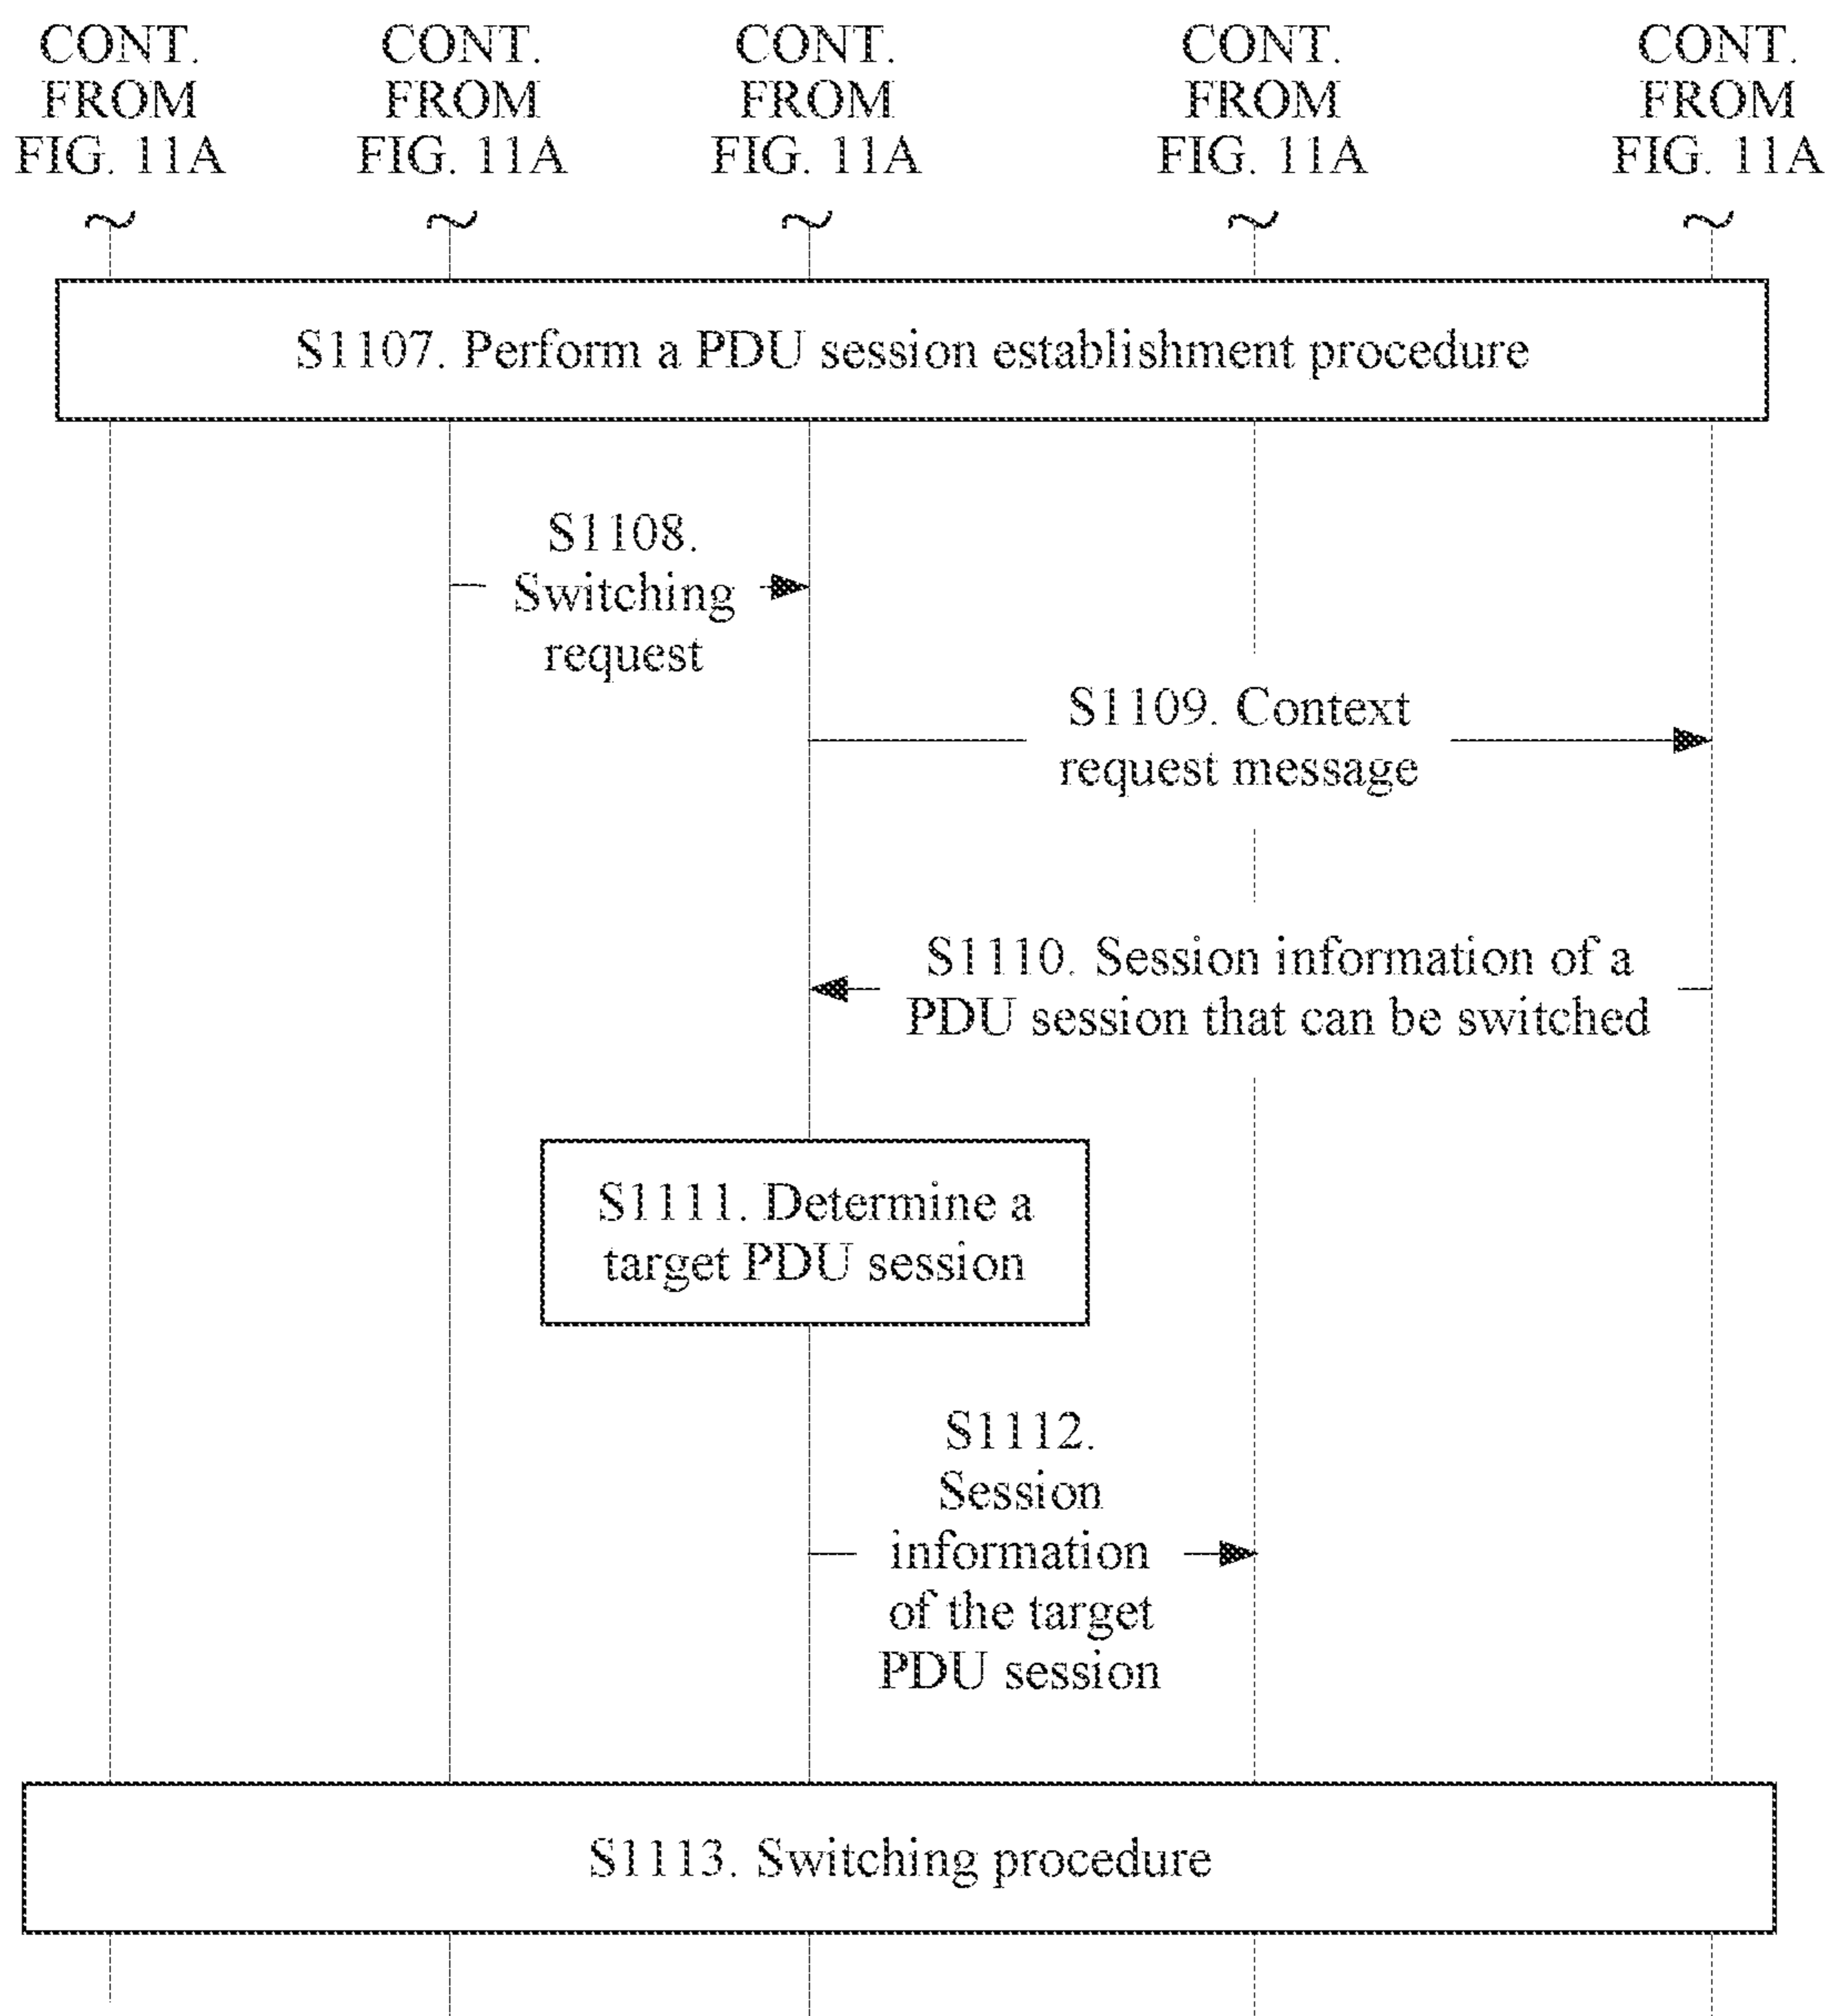 CONT. CONT. CONT. CONT. CONT.
FROM FROM FROM FROM FROM
FIG. 11A FIG. 11A FIG. 11A FIG. 11A FIG. 11A
S1107. Perform a PDU session establishment procedure
S1108.
Switching
request
S1109. Context
request message
S1110. Session information of a
PDU session that can be switched
S1111. Determine a
target PDU session
S1112.
Session
information
of the target
PDU session
S1113. Switching procedure